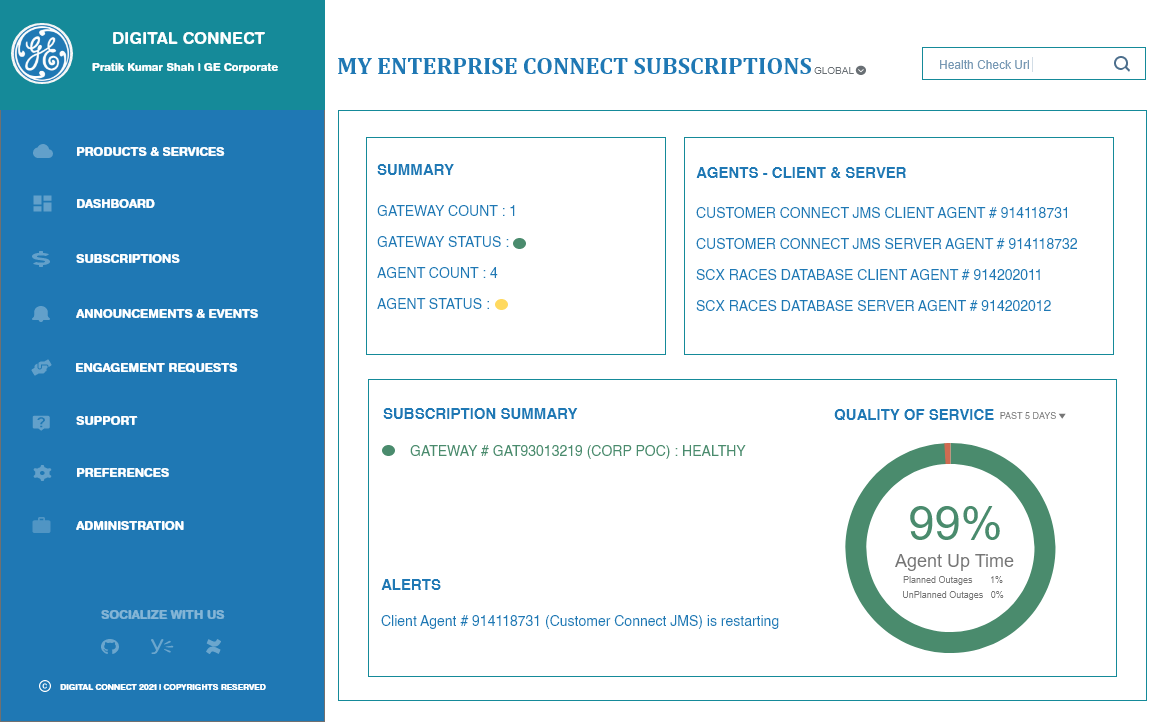 GE
DIGITAL CONNECT
Pratik Kumar Shah | GE Corporate
PRODUCTS & SERVICES
DASHBOARD
SUBSCRIPTIONS
ANNOUNCEMENTS & EVENTS
ENGAGEMENT REQUESTS
SUPPORT
PREFERENCES
ADMINISTRATION
SOCIALIZE WITH US
© DIGITAL CONNECT 2021 | COPYRIGHTS RESERVED
MY ENTERPRISE CONNECT SUBSCRIPTIONS GLOBAL
Health Check Url
SUMMARY
GATEWAY COUNT : 1
GATEWAY STATUS :
AGENT COUNT : 4
AGENT STATUS :
AGENTS - CLIENT & SERVER
CUSTOMER CONNECT JMS CLIENT AGENT # 914118731
CUSTOMER CONNECT JMS SERVER AGENT # 914118732
SCX RACES DATABASE CLIENT AGENT # 914202011
SCX RACES DATABASE SERVER AGENT # 914202012
SUBSCRIPTION SUMMARY
GATEWAY # GAT93013219 (CORP POC) : HEALTHY
ALERTS
Client Agent # 914118731 (Customer Connect JMS) is restarting
QUALITY OF SERVICE PAST 5 DAYS
99%
Agent Up Time
Planned Outages 1%
UnPlanned Outages 0%